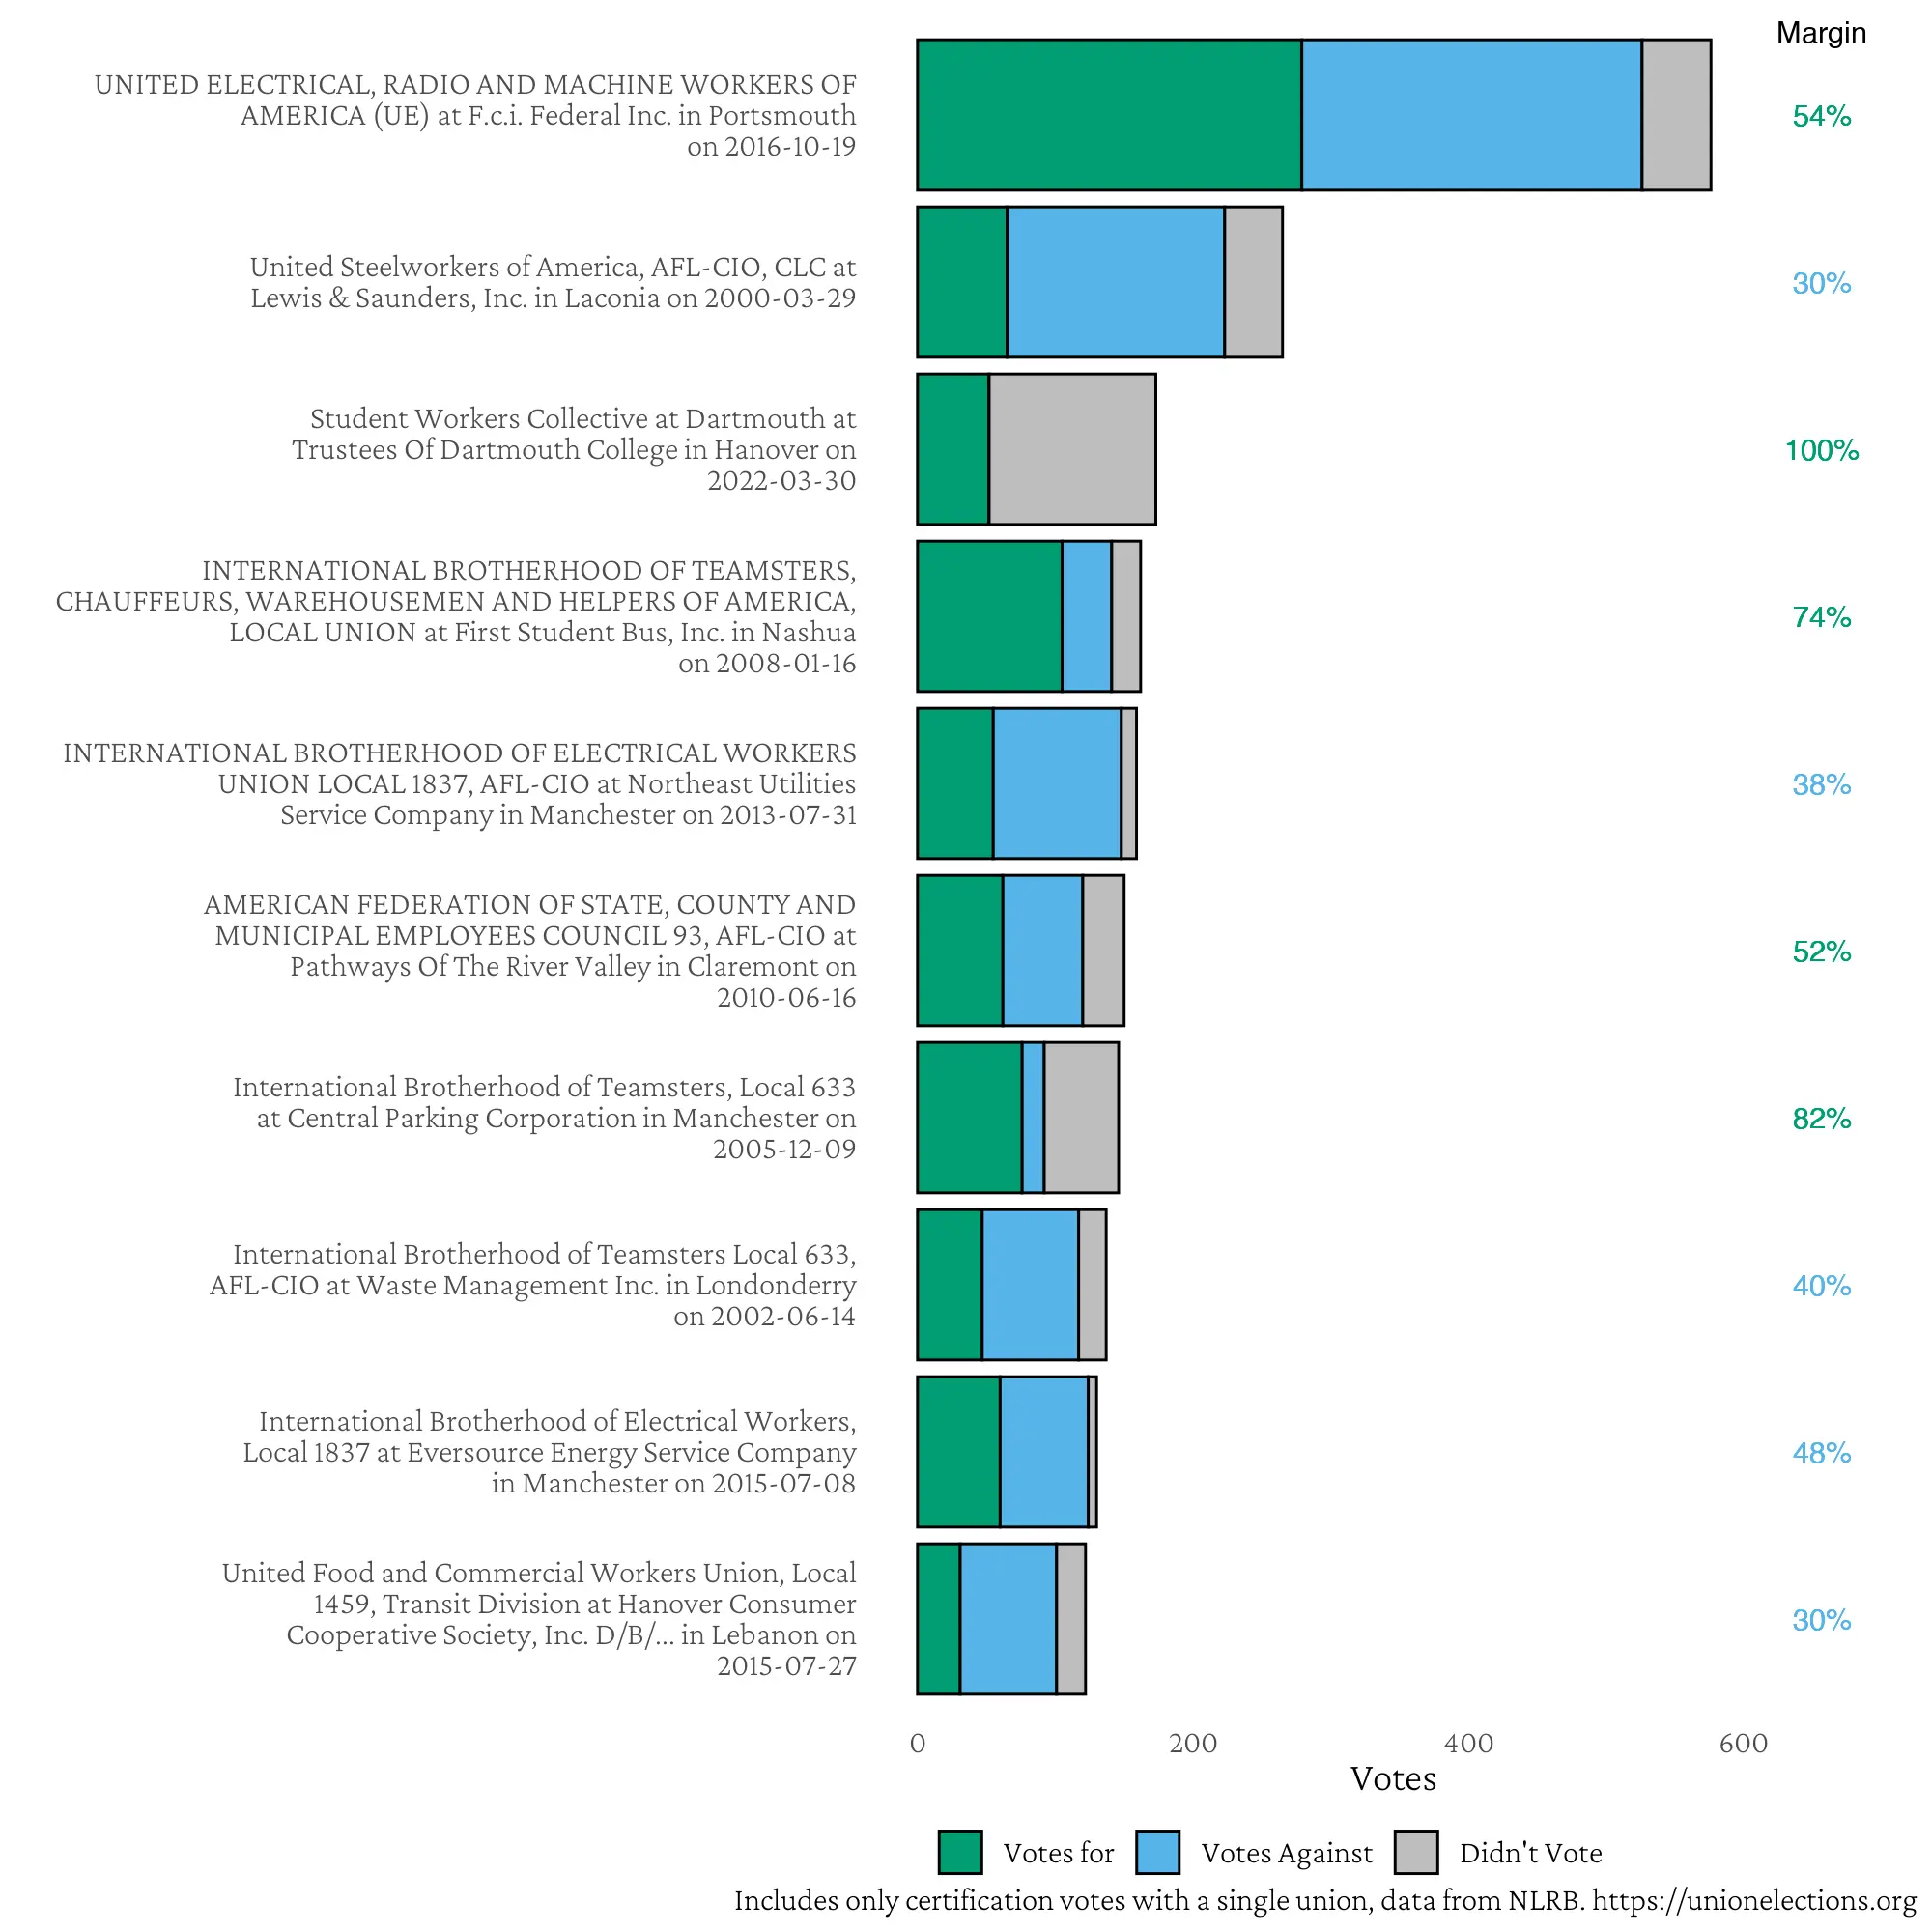 Margin
UNITED ELECTRICAL, RADIO AND MACHINE WORKERS OF
AMERICA (UE) at F.c.i. Federal Inc. in Portsmouth
on 2016-10-19
54%
United Steelworkers of America, AFL-CIO, CLC at
Lewis & Saunders, Inc. in Laconia on 2000-03-29
30%
Student Workers Collective at Dartmouth at
Trustees Of Dartmouth College in Hanover on
2022-03-30
100%
INTERNATIONAL BROTHERHOOD OF TEAMSTERS,
CHAUFFEURS, WAREHOUSEMEN AND HELPERS OF AMERICA,
LOCAL UNION at First Student Bus, Inc. in Nashua
on 2008-01-16
74%
INTERNATIONAL BROTHERHOOD OF ELECTRICAL WORKERS
UNION LOCAL 1837, AFL-CIO at Northeast Utilities
Service Company in Manchester on 2013-07-31
38%
AMERICAN FEDERATION OF STATE, COUNTY AND
MUNICIPAL EMPLOYEES COUNCIL 93, AFL-CIO at
Pathways Of The River Valley in Claremont on
2010-06-16
52%
International Brotherhood of Teamsters, Local 633
at Central Parking Corporation in Manchester on
2005-12-09
82%
International Brotherhood of Teamsters Local 633,
AFL-CIO at Waste Management Inc. in Londonderry
on 2002-06-14
40%
International Brotherhood of Electrical Workers,
Local 1837 at Eversource Energy Service Company
in Manchester on 2015-07-08
48%
United Food and Commercial Workers Union, Local
1459, Transit Division at Hanover Consumer
Cooperative Society, Inc. D/B/... in Lebanon on
2015-07-27
30%
0 200 400 600
Votes
Votes for Votes Against Didn't Vote
Includes only certification votes with a single union, data from NLRB. https://unionelections.org